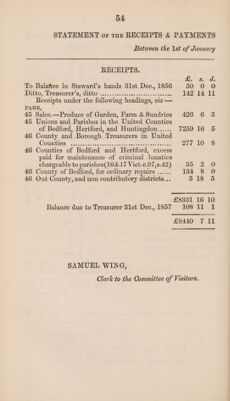 54
STATEMENT OF THE RECEIPTS & PAYMENTS
Between the 1st of January
RECEIPTS.
£. s. d.
To Balance in Steward's hands 31st Dec., 1856 50 0 0
Ditto, Treasurer's, ditto 142 14 11
Receipts under the following headings, viz—
PAGE.
45 Sales.—Produce of Garden, Farm & Sundries 426 6 5
45 Unions and Parishes in the United Counties
of Bedford, Hertford, and Huntingdon...... 7259 16 5
46 County and Borough Treasurers in United
Counties 277 10 8
46 Counties of Bedford and Hertford, excess
paid for maintenance of criminal lunatics
chargeable to parishes(16&17 Vict.c.97,s.42) 35 2 0
46 County of Bedford, for ordinary repairs ...... 134 8 0
46 Out County, and non contributory districts... 5 18 5
£8331 16 10
Balance due to Treasurer 31st Dec., 1857 108 11 1
£8440 7 11
SAMUEL WING,
Clerk to the Committee of Visitors.